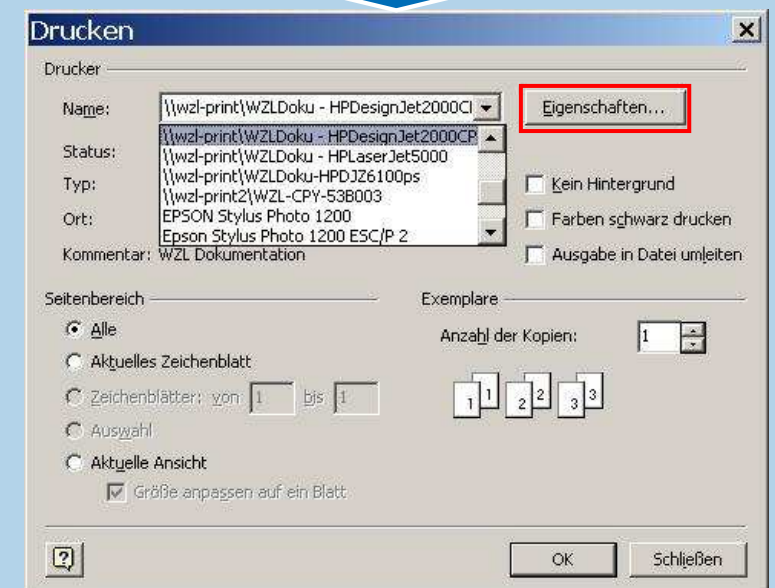 Drucken
Drucker
Name: \\wzl-print\WZLDoku - HPDesignJet2000Cl Eigenschaften...
\\wzl-print\WZLDoku - HPDesignJet2000CP
Status: \\wzl-print\WZLDoku - HPLaserJet5000
Typ: \\wzl-print\WZLDoku-HPDJZ6100ps
\\wzl-print2\WZL-CPY-53B003 Kein Hintergrund
Ort: EPSON Stylus Photo 1200 Farben schwarz drucken
Epson Stylus Photo 1200 ESC/P 2
Kommentar: WZL Dokumentation Ausgabe in Datei umleiten
Seitenbereich Exemplare
Alle Anzahl der Kopien: 1
Aktuelles Zeichenblatt
Zeichenblätter: von 1 bis 1
1 1 2 2 3 3
Auswahl
Aktuelle Ansicht
Größe anpassen auf ein Blatt
? OK Schließen